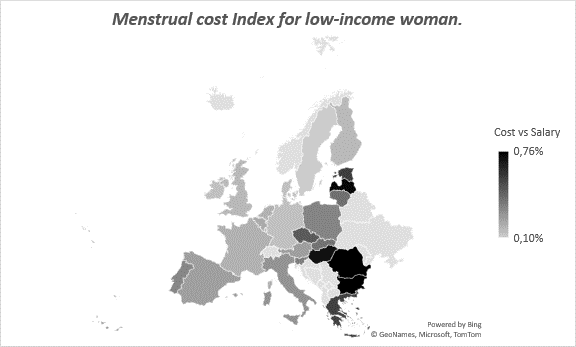 Menstrual cost Index for low-income woman.
Cost vs Salary
0,76%
0,10%
Powered by Bing
© GeoNames, Microsoft, TomTom